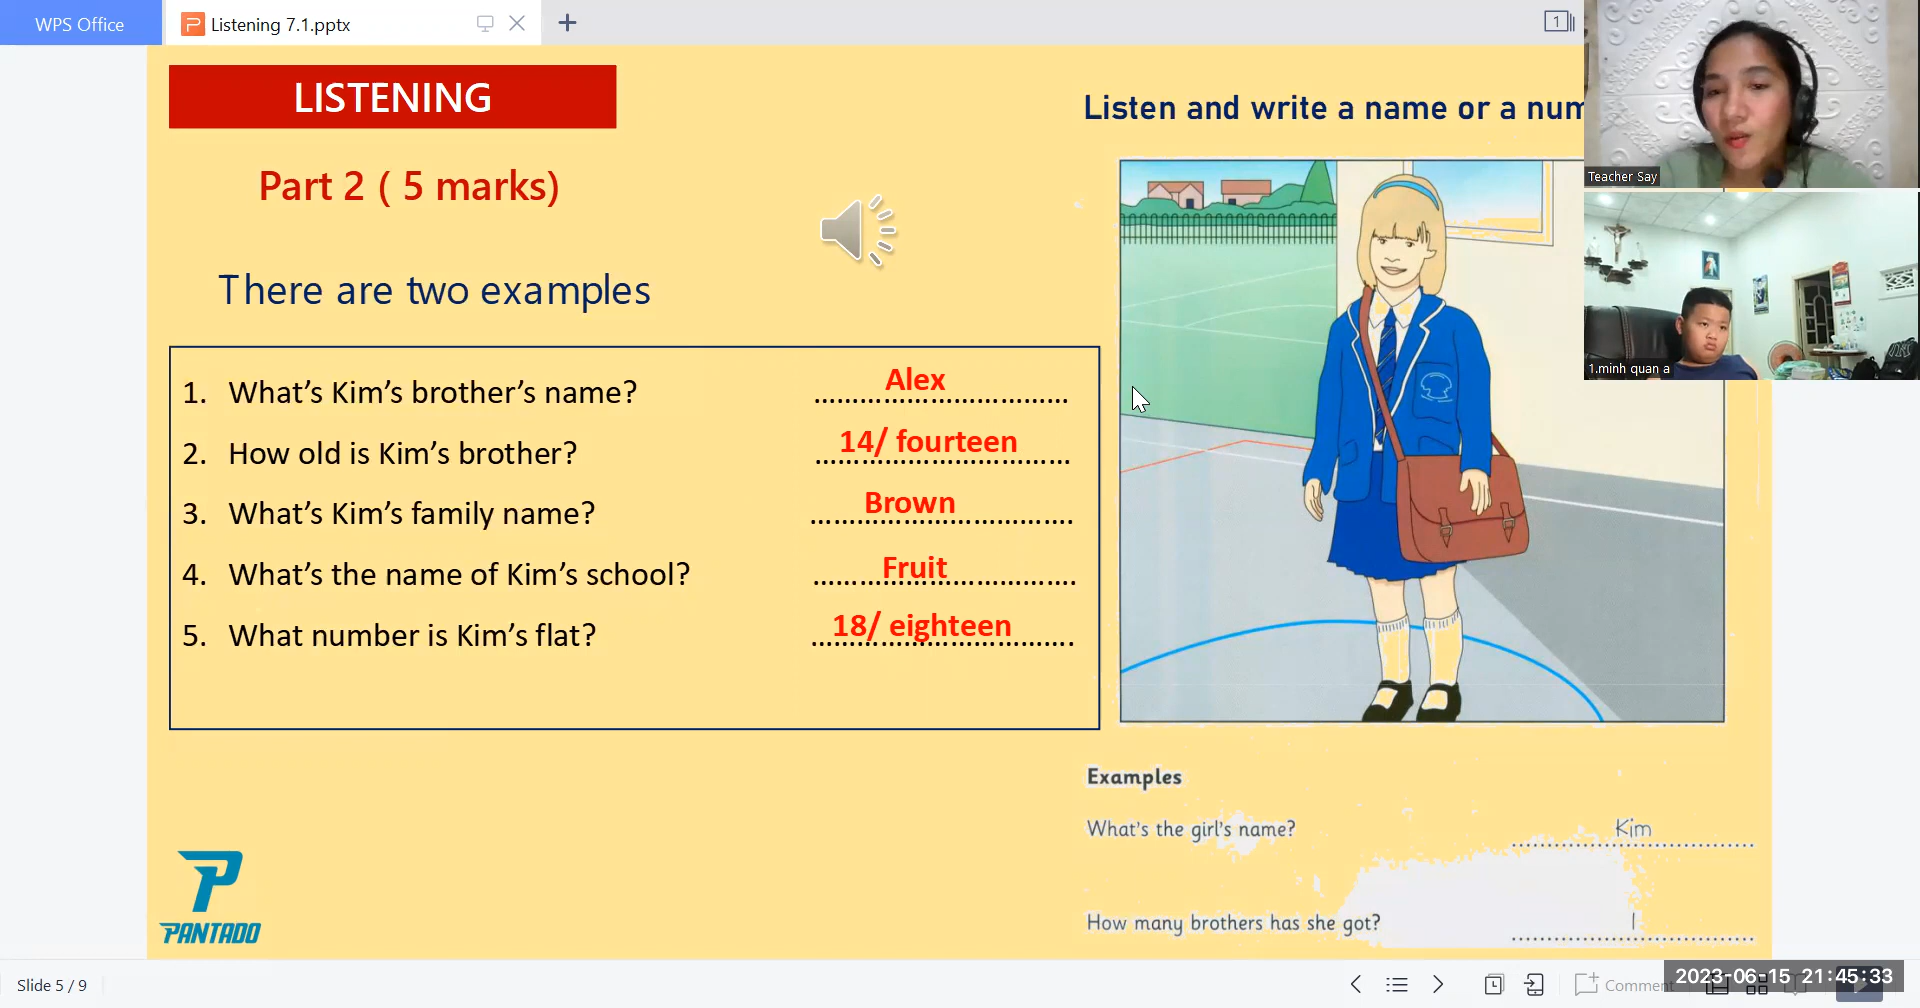 WPS Office
Listening 7.1.pptx
1
LISTENING
Part 2 ( 5 marks)
There are two examples
1. What's Kim's brother's name? Alex
2. How old is Kim's brother? 14/ fourteen
3. What's Kim's family name? Brown
4. What's the name of Kim's school? Fruit
5. What number is Kim's flat? 18/ eighteen
Listen and write a name or a num
Teacher Say
1.minh quan a
Examples
What's the girl's name? Kim
How many brothers has she got? 1
PANTADO
Slide 5 / 9
Comment
2023-06-15 21:45:33